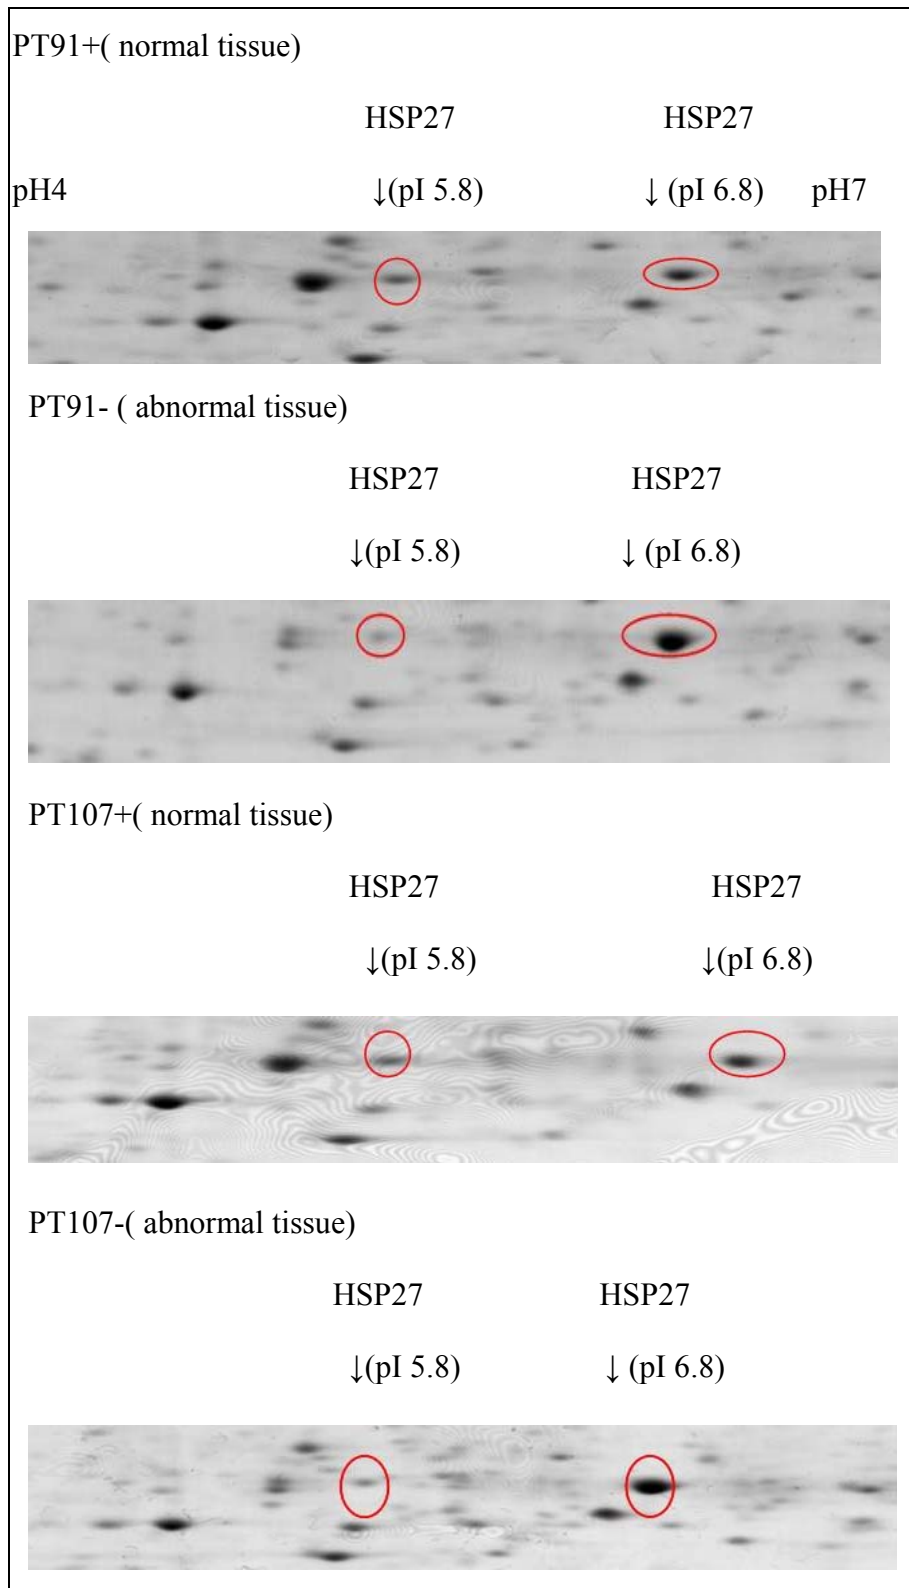 PT91+( normal tissue)
HSP27 HSP27
pH4 ↓(pI 5.8) ↓ (pI 6.8) pH7
PT91- ( abnormal tissue)
HSP27 HSP27
↓(pI 5.8) ↓ (pI 6.8)
PT107+( normal tissue)
HSP27 HSP27
↓(pI 5.8) ↓(pI 6.8)
PT107-( abnormal tissue)
HSP27 HSP27
↓(pI 5.8) ↓ (pI 6.8)